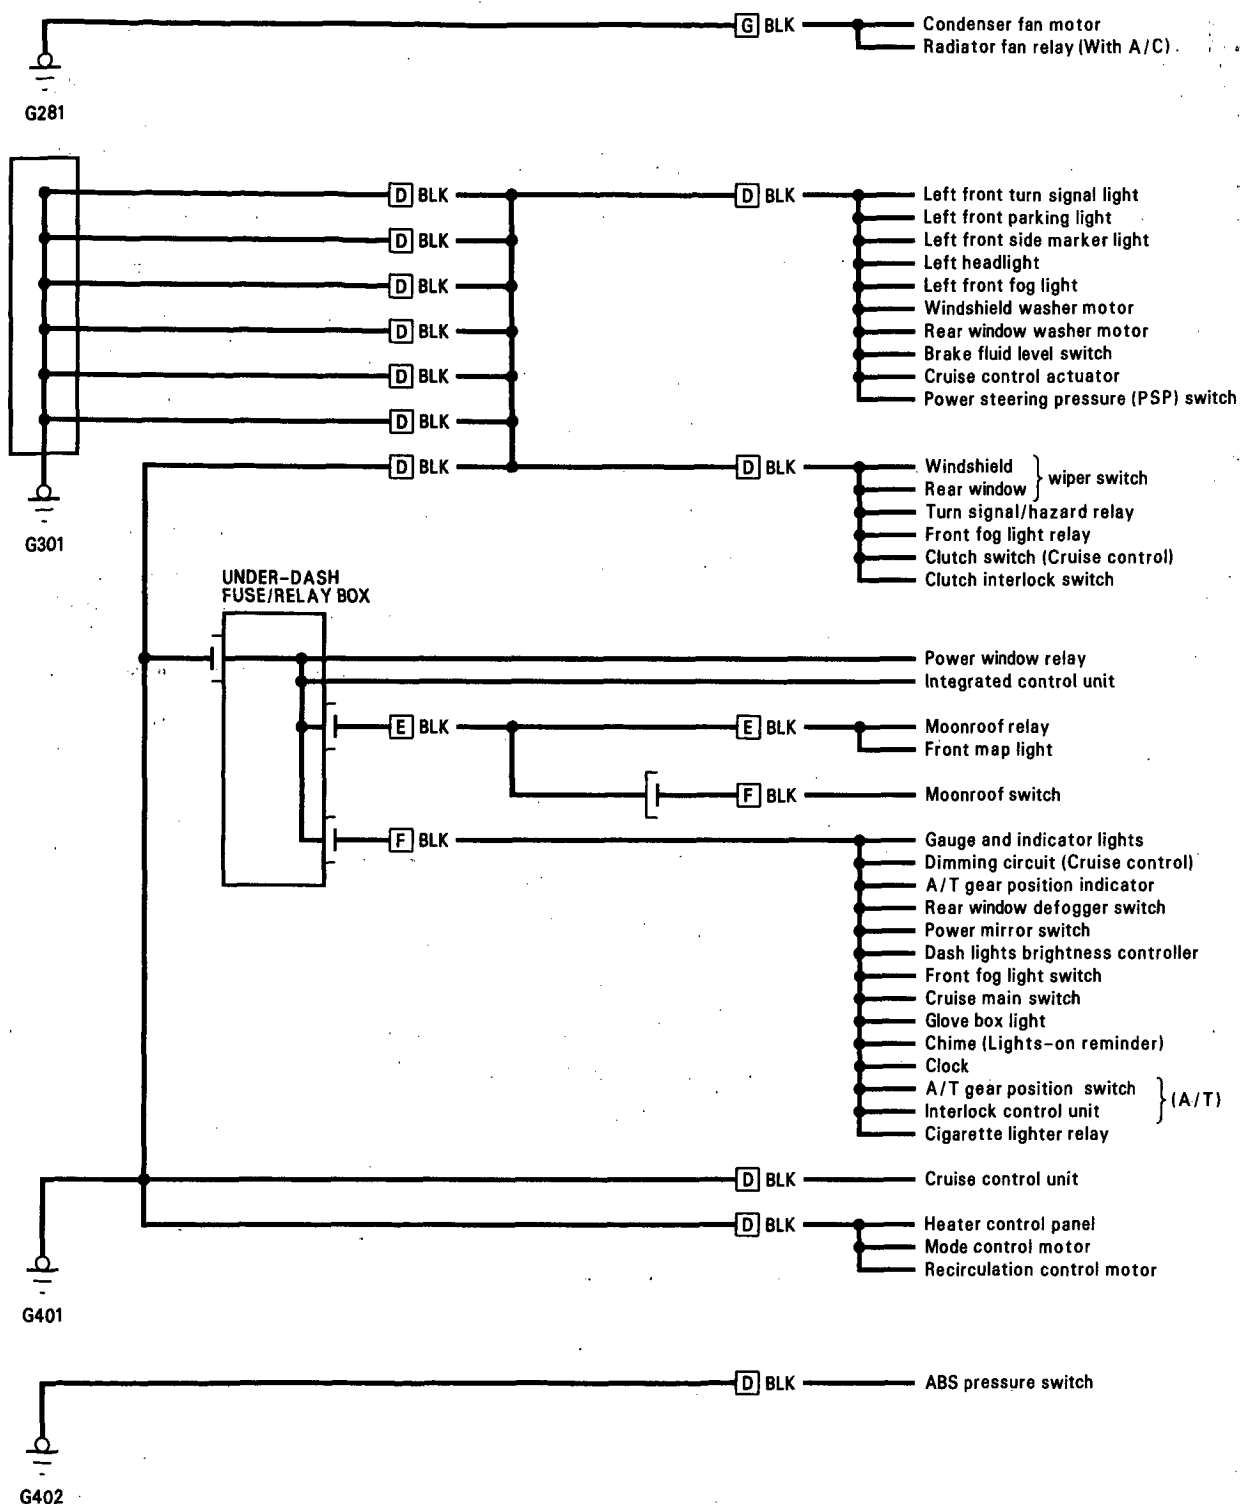 G BLK Condenser fan motor
Radiator fan relay (With A/C)
G281
D BLK D BLK Left front turn signal light
Left front parking light
D BLK Left front side marker light
Left headlight
D BLK Left front fog light
Windshield washer motor
D BLK Rear window washer motor
Brake fluid level switch
D BLK Cruise control actuator
Power steering pressure (PSP) switch
D BLK
D BLK D BLK Windshield
wiper switch
Rear window
Turn signal/hazard relay
Front fog light relay
G301
Clutch switch (Cruise control)
Clutch interlock switch
UNDER-DASH
FUSE/RELAY BOX
Power window relay
Integrated control unit
E BLK E BLK Moonroof relay
Front map light
F BLK Moonroof switch
F BLK Gauge and indicator lights
Dimming circuit (Cruise control)
A/T gear position indicator
Rear window defogger switch
Power mirror switch
Dash lights brightness controller
Front fog light switch
Cruise main switch
Glove box light
Chime (Lights-on reminder)
Clock
A/T gear position switch
(A/T)
Interlock control unit
Cigarette lighter relay
D BLK Cruise control unit
D BLK Heater control panel
Mode control motor
Recirculation control motor
G401
D BLK ABS pressure switch
G402